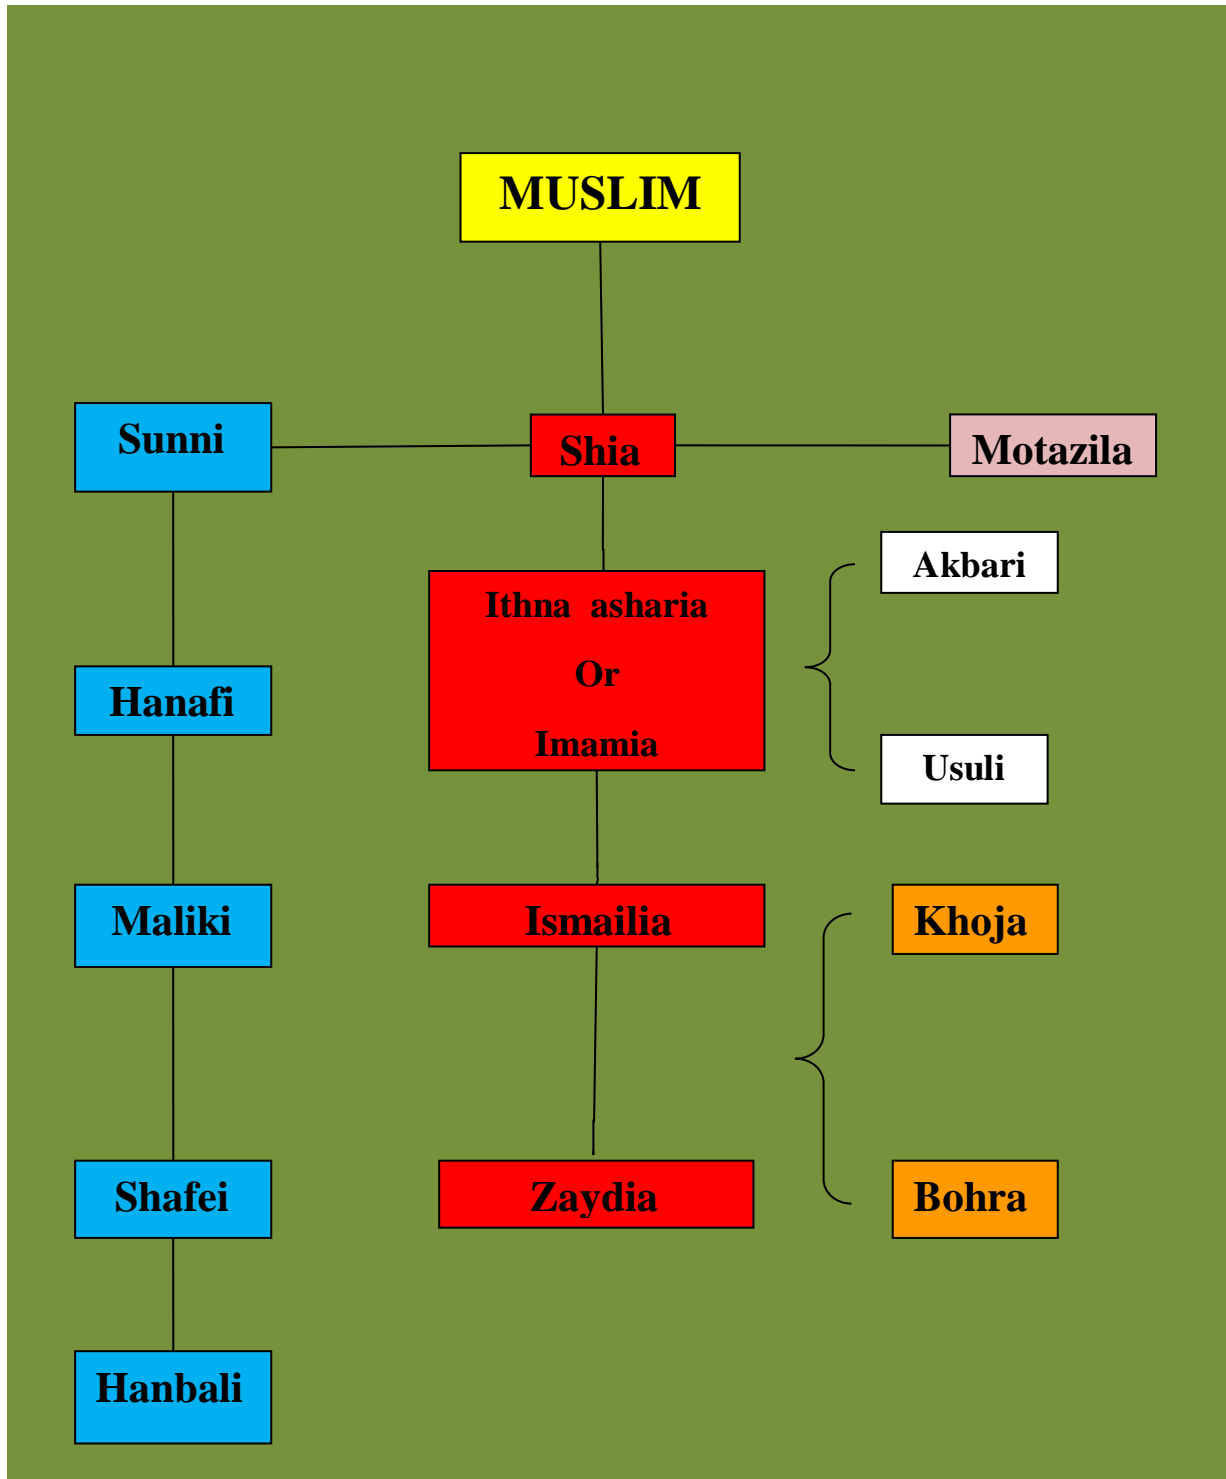 MUSLIM
Sunni
Shia
Motazila
Akbari
Ithna asharia
Or
Imamia
Hanafi
Usuli
Maliki
Ismailia
Khoja
Shafei
Zaydia
Bohra
Hanbali